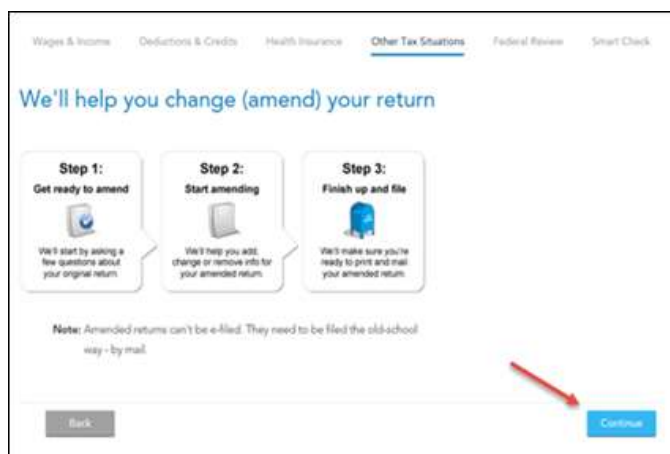 Wages & Income Deductions & Credits Health Insurance Other Tax Situations Federal Review Smart Check
We'll help you change (amend) your return
Step 1:
Get ready to amend
We'll start by asking a
few questions about
your original return.
Step 2:
Start amending
We'll help you add,
change or remove info for
your amended return.
Step 3:
Finish up and file
We'll make sure you're
ready to print and mail
your amended return.
Note: Amended returns can't be e-filed. They need to be filed the old-school
way - by mail.
Back Continue